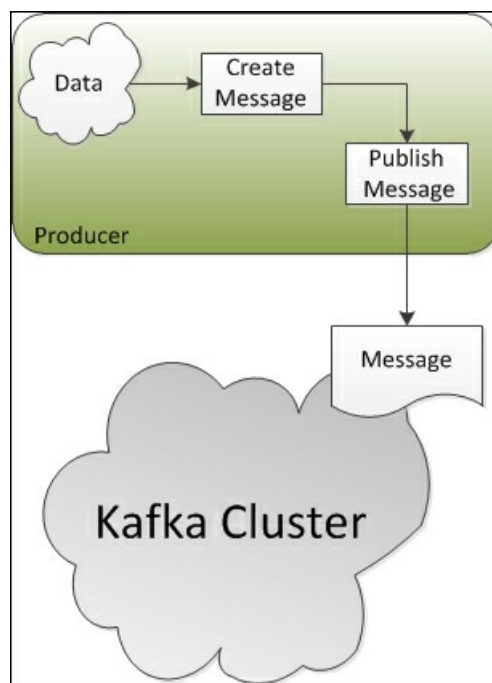 Data
Create
Message
Publish
Message
Producer
Message
Kafka Cluster